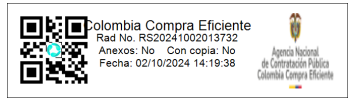 Colombia Compra Eficiente
Rad No. RS20241002013732
Anexos: No Con copia: No
Fecha: 02/10/2024 14:19:38
Agencia Nacional
de Contratación Pública
Colombia Compra Eficiente